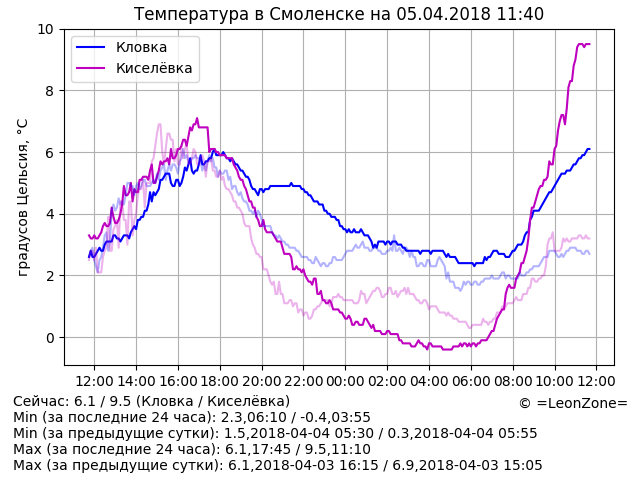 Температура в Смоленске на 05.04.2018 11:40
Кловка
Киселёвка
градусов Цельсия, °C
10
8
6
4
2
0
12:00 14:00 16:00 18:00 20:00 22:00 00:00 02:00 04:00 06:00 08:00 10:00 12:00
Сейчас: 6.1 / 9.5 (Кловка / Киселёвка)
© =LeonZone=
Min (за последние 24 часа): 2.3,06:10 / -0.4,03:55
Min (за предыдущие сутки): 1.5,2018-04-04 05:30 / 0.3,2018-04-04 05:55
Max (за последние 24 часа): 6.1,17:45 / 9.5,11:10
Max (за предыдущие сутки): 6.1,2018-04-03 16:15 / 6.9,2018-04-03 15:05